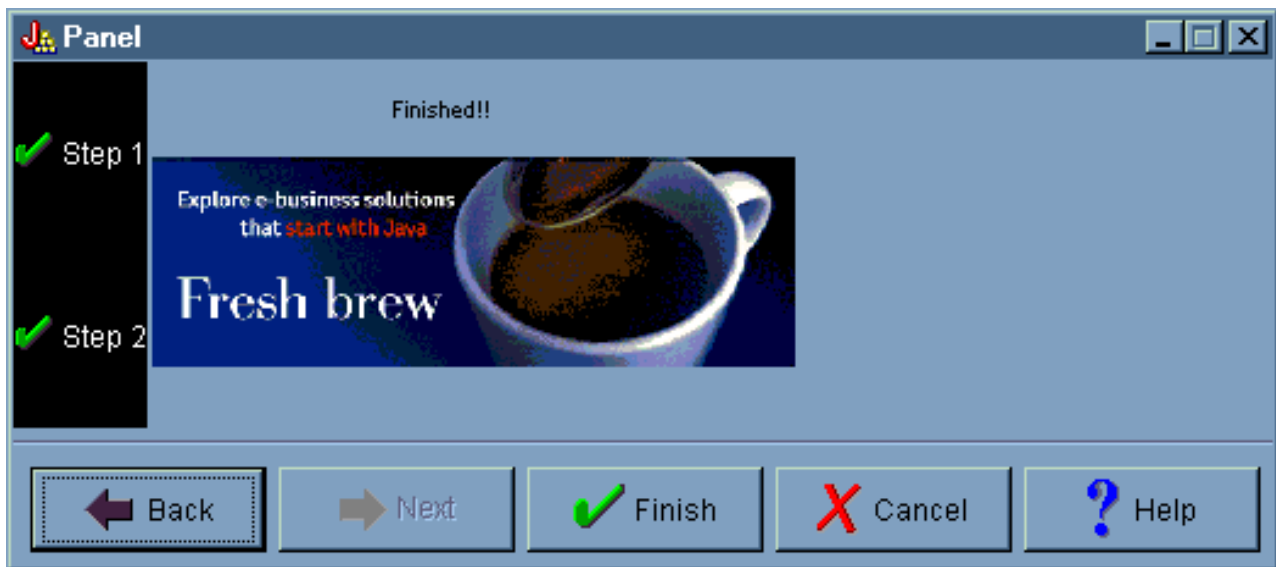 Panel
Finished!!
Step 1
Explore e-business solutions
that start with Java
Fresh brew
Step 2
Back
Next
Finish
Cancel
Help